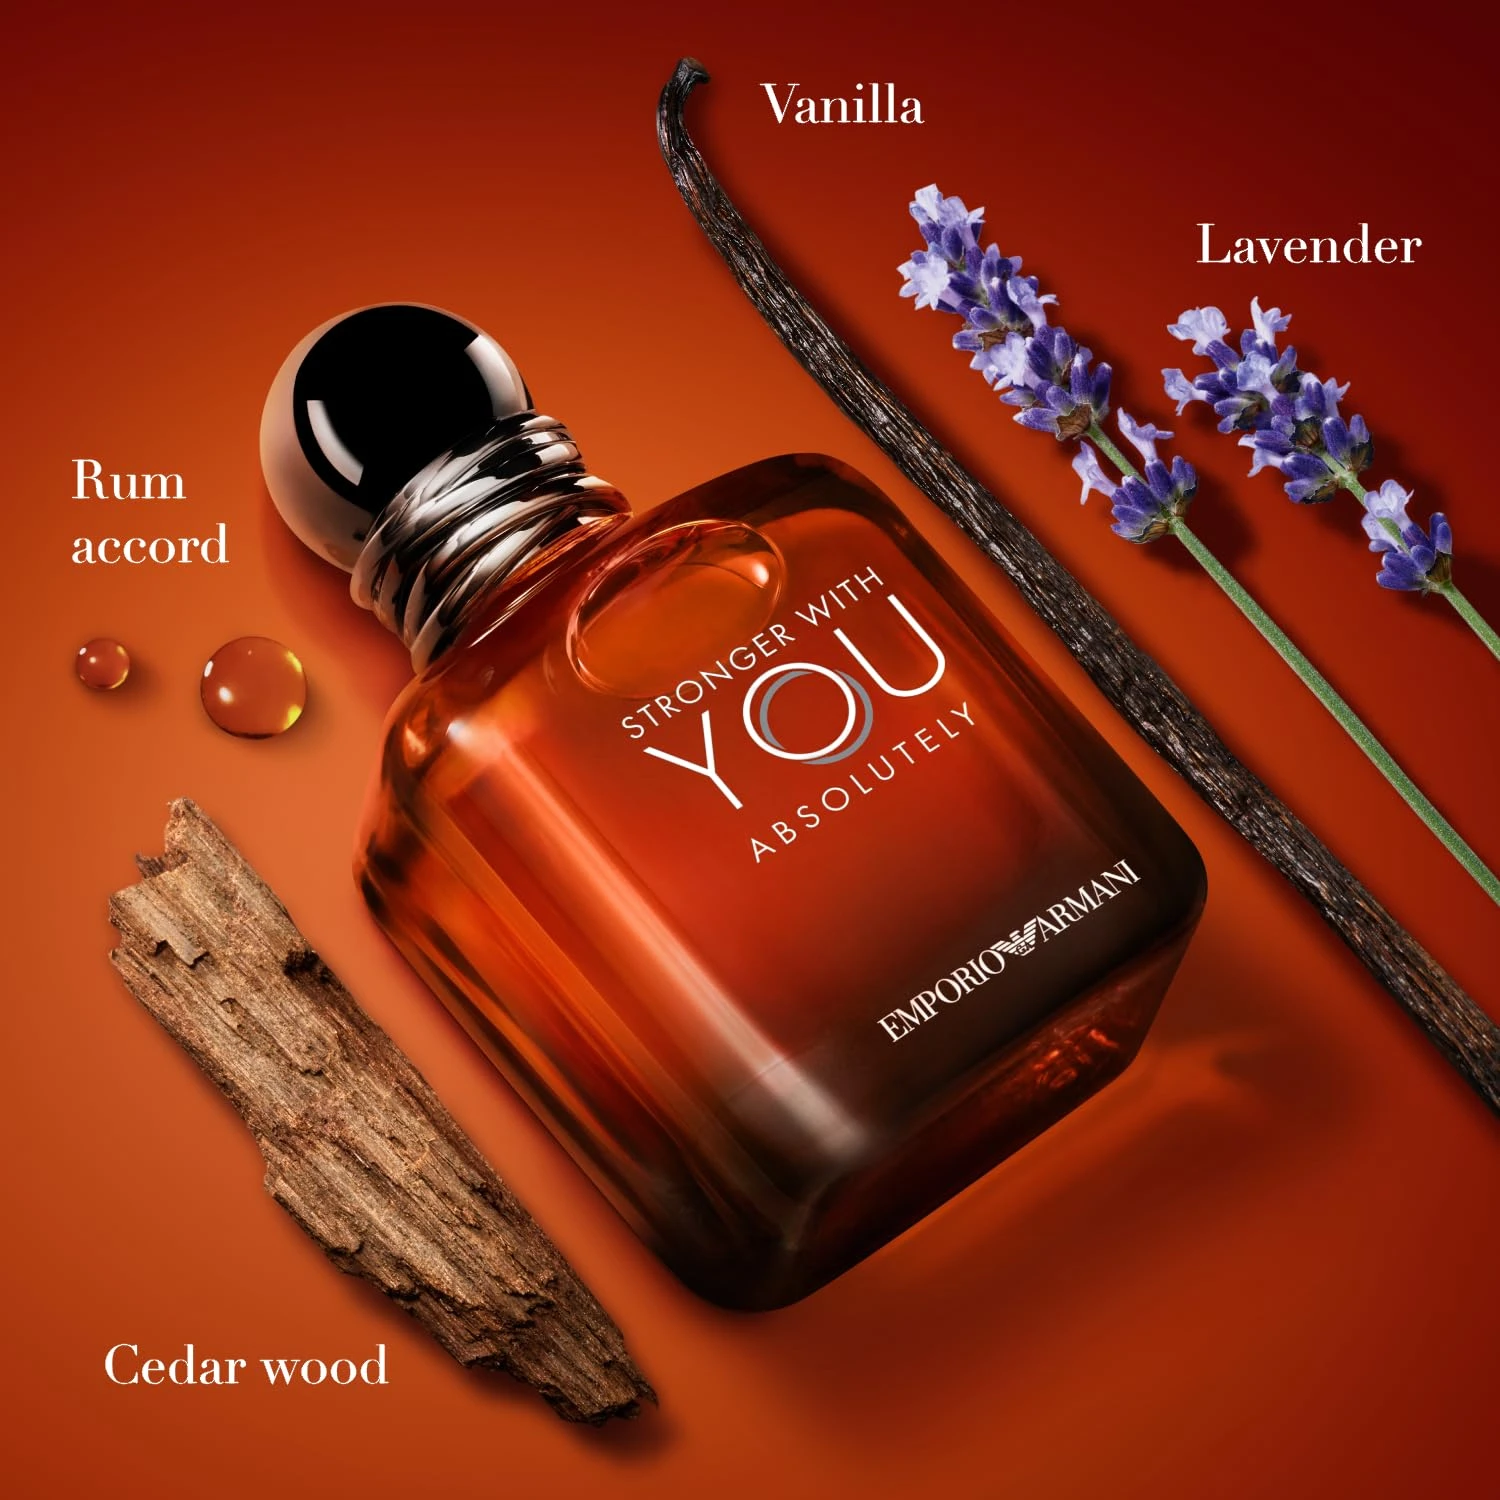 Vanilla
Lavender
Rum
accord
STRONGER WITH
YOU
ABSOLUTELY
EMPORIO ARMANI
Cedar wood